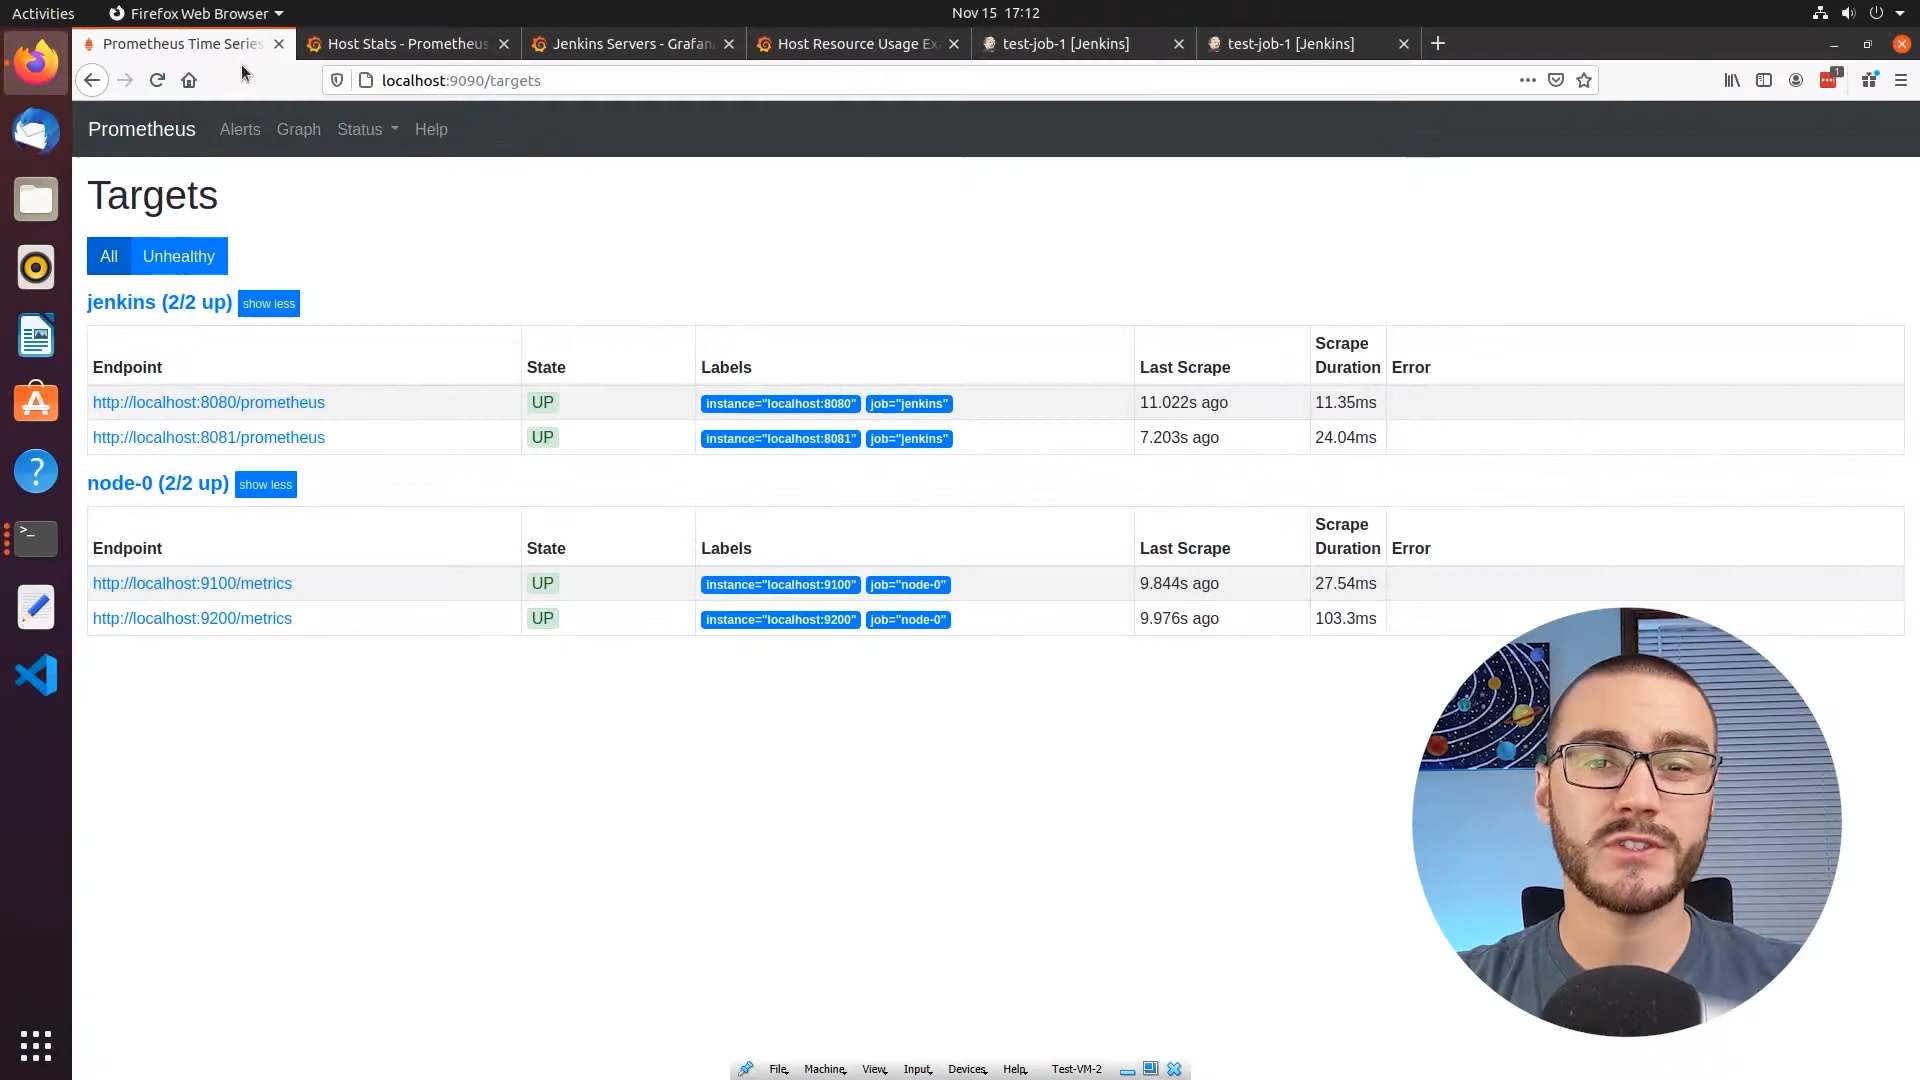 Activities Firefox Web Browser Nov 15 17:12
Prometheus Time Series Host Stats - Prometheus Jenkins Servers - Grafan Host Resource Usage Ex test-job-1 [Jenkins] test-job-1 [Jenkins]
localhost:9090/targets
1
Prometheus Alerts Graph Status Help
Targets
All Unhealthy
jenkins (2/2 up) show less
Endpoint State Labels Last Scrape Scrape Duration Error
http://localhost:8080/prometheus UP instance="localhost:8080" job="jenkins" 11.022s ago 11.35ms
http://localhost:8081/prometheus UP instance="localhost:8081" job="jenkins" 7.203s ago 24.04ms
node-0 (2/2 up) show less
Endpoint State Labels Last Scrape Scrape Duration Error
http://localhost:9100/metrics UP instance="localhost:9100" job="node-0" 9.844s ago 27.54ms
http://localhost:9200/metrics UP instance="localhost:9200" job="node-0" 9.976s ago 103.3ms
File Machine View Input Devices Help Test-VM-2